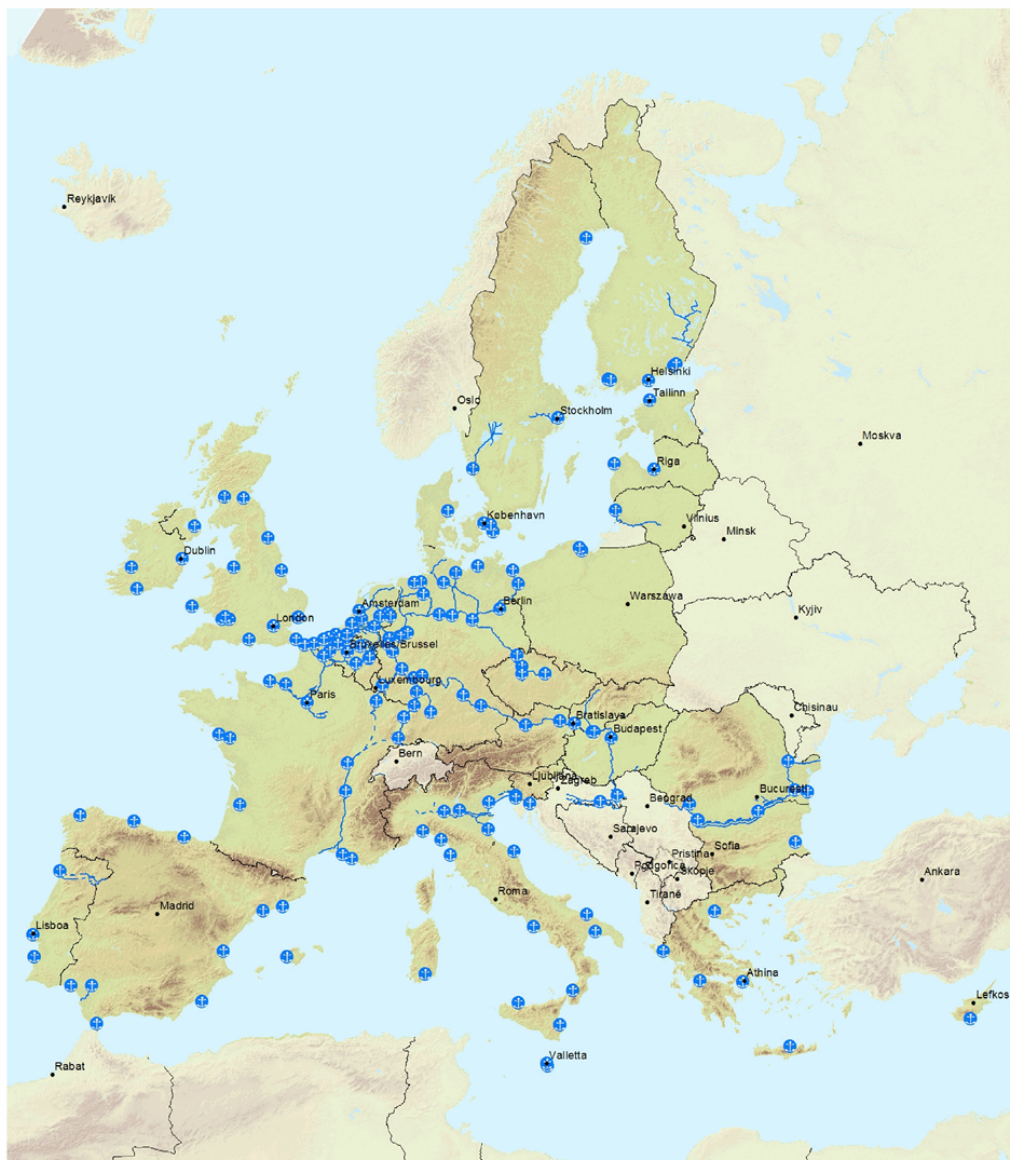 Reykjavík
Oslo
Helsinki
Tallinn
Stockholm
Moskva
Riga
København
Vilnius
Minsk
Dublin
Amsterdam
Berlin
Warszawa
London
Kyjiv
Bruxelles/Brussel
Luxembourg
Paris
Chisinau
Bratislava
Budapest
Bern
Ljubljana
Zagreb
Bucuresti
Beograd
Sarajevo
Sofia
Pristina
Podgorica
Skopje
Ankara
Roma
Tiranë
Madrid
Lisboa
Athina
Lefkos
Valletta
Rabat